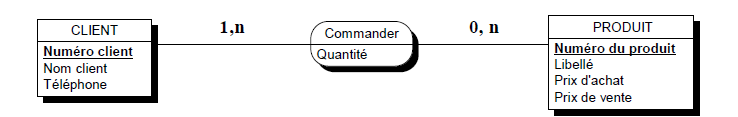 CLIENT
Numéro client
Nom client
Téléphone
1,n
Commander
Quantité
0, n
PRODUIT
Numéro du produit
Libellé
Prix d'achat
Prix de vente